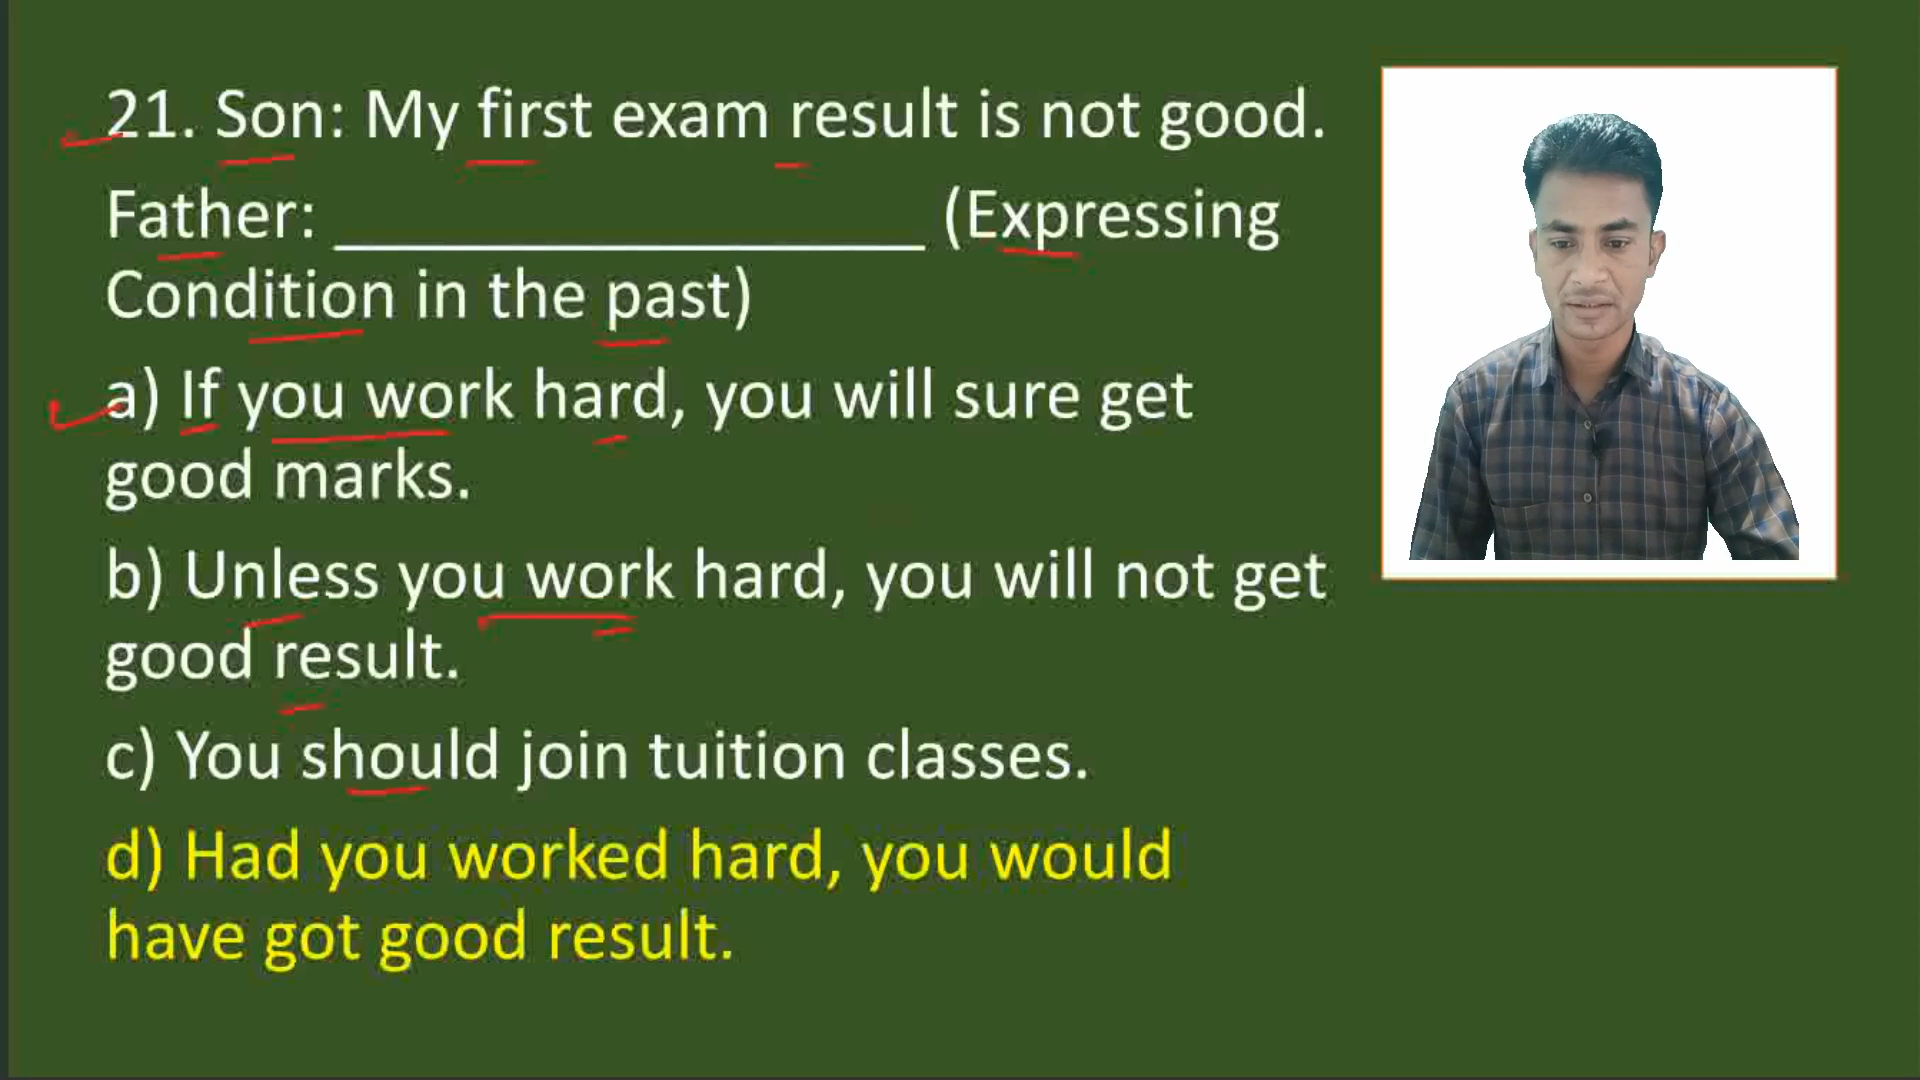 21. Son: My first exam result is not good.
Father: __________________ (Expressing
Condition in the past)
a) If you work hard, you will sure get
good marks.
b) Unless you work hard, you will not get
good result.
c) You should join tuition classes.
d) Had you worked hard, you would
have got good result.